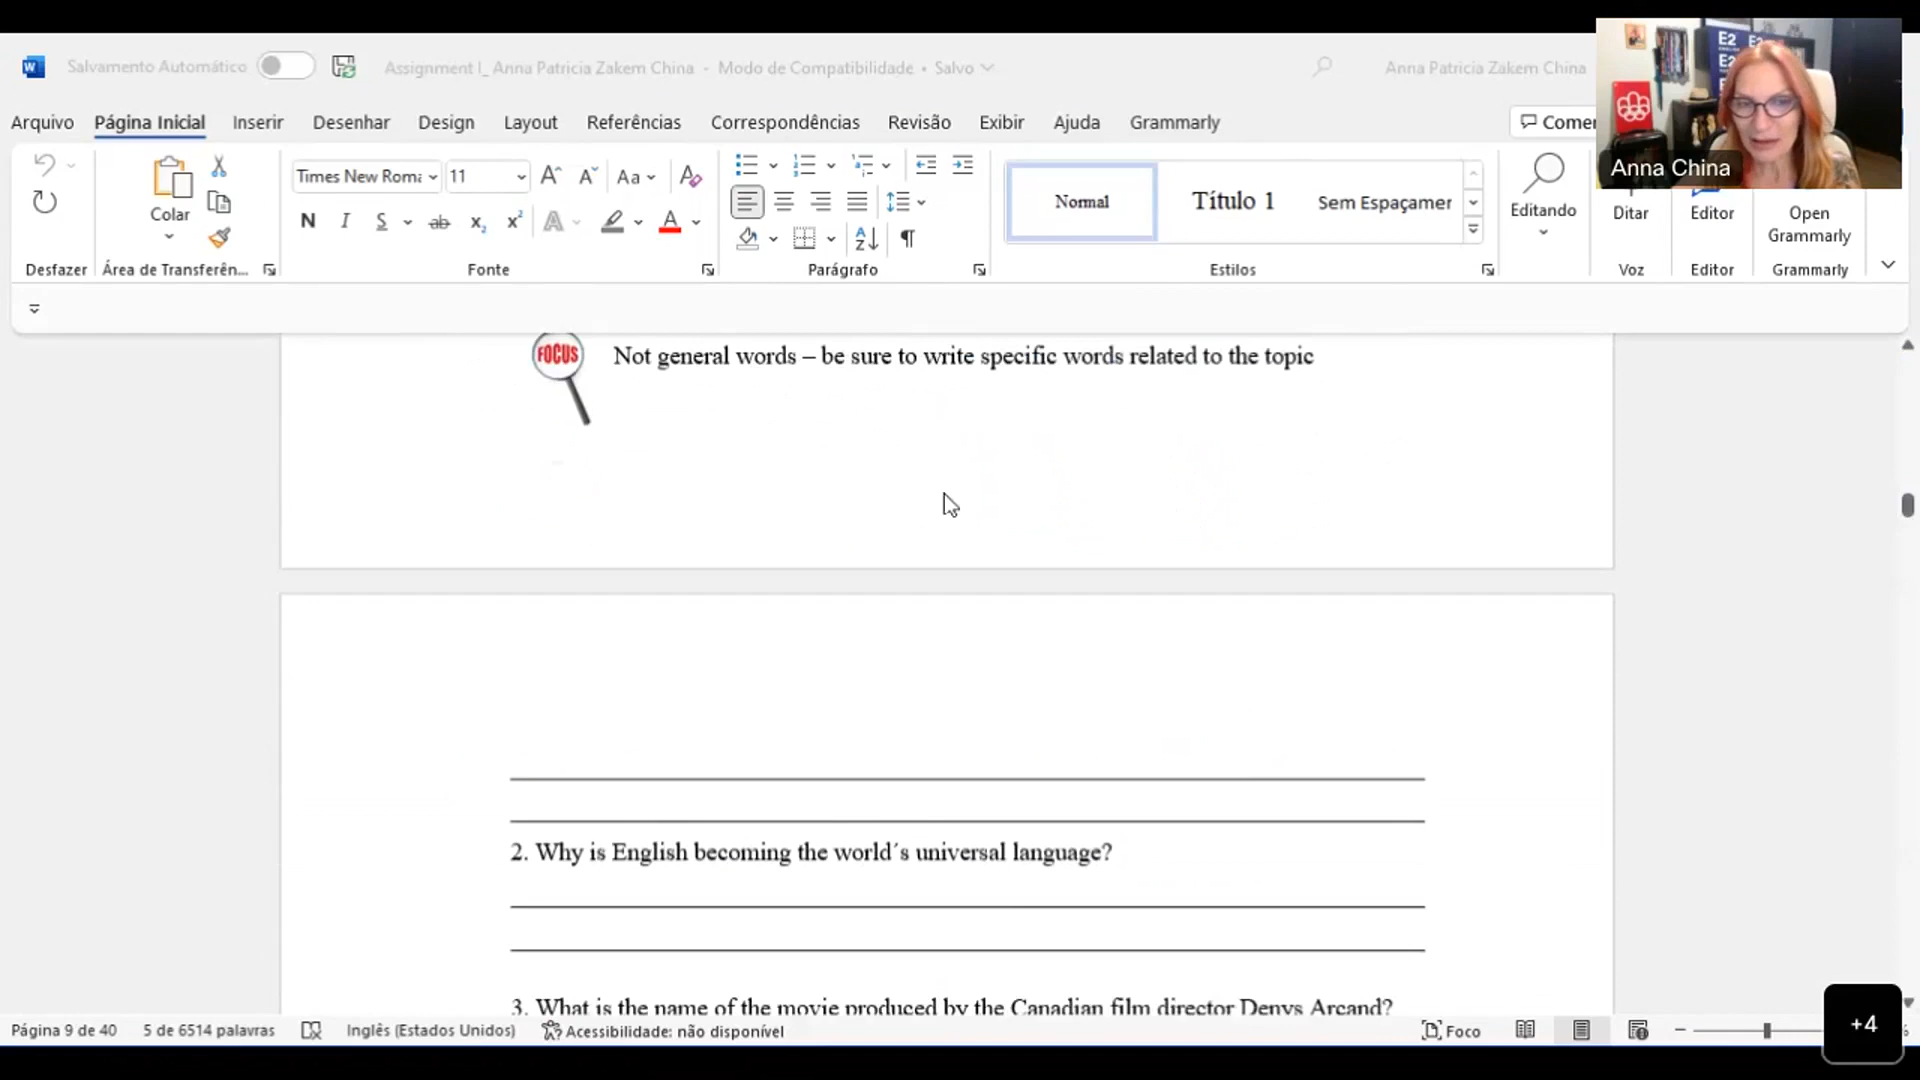 Salvamento Automático
Assignment I_ Anna Patricia Zakem China - Modo de Compatibilidade • Salvo
Anna Patricia Zakem China
E2
Anna China
Arquivo Página Inicial Inserir Desenhar Design Layout Referências Correspondências Revisão Exibir Ajuda Grammarly
Colar
Times New Roma 11
Aa
N I S ab
Normal Título 1 Sem Espaçamer
Editando Ditar Editor Open Grammarly
Desfazer Área de Transferên... Fonte Parágrafo Estilos Voz Editor Grammarly
FOCUS
Not general words – be sure to write specific words related to the topic
2. Why is English becoming the world´s universal language?
3. What is the name of the movie produced by the Canadian film director Denys Arcand?
Página 9 de 40 5 de 6514 palavras Inglês (Estados Unidos) Acessibilidade: não disponível Foco
+4